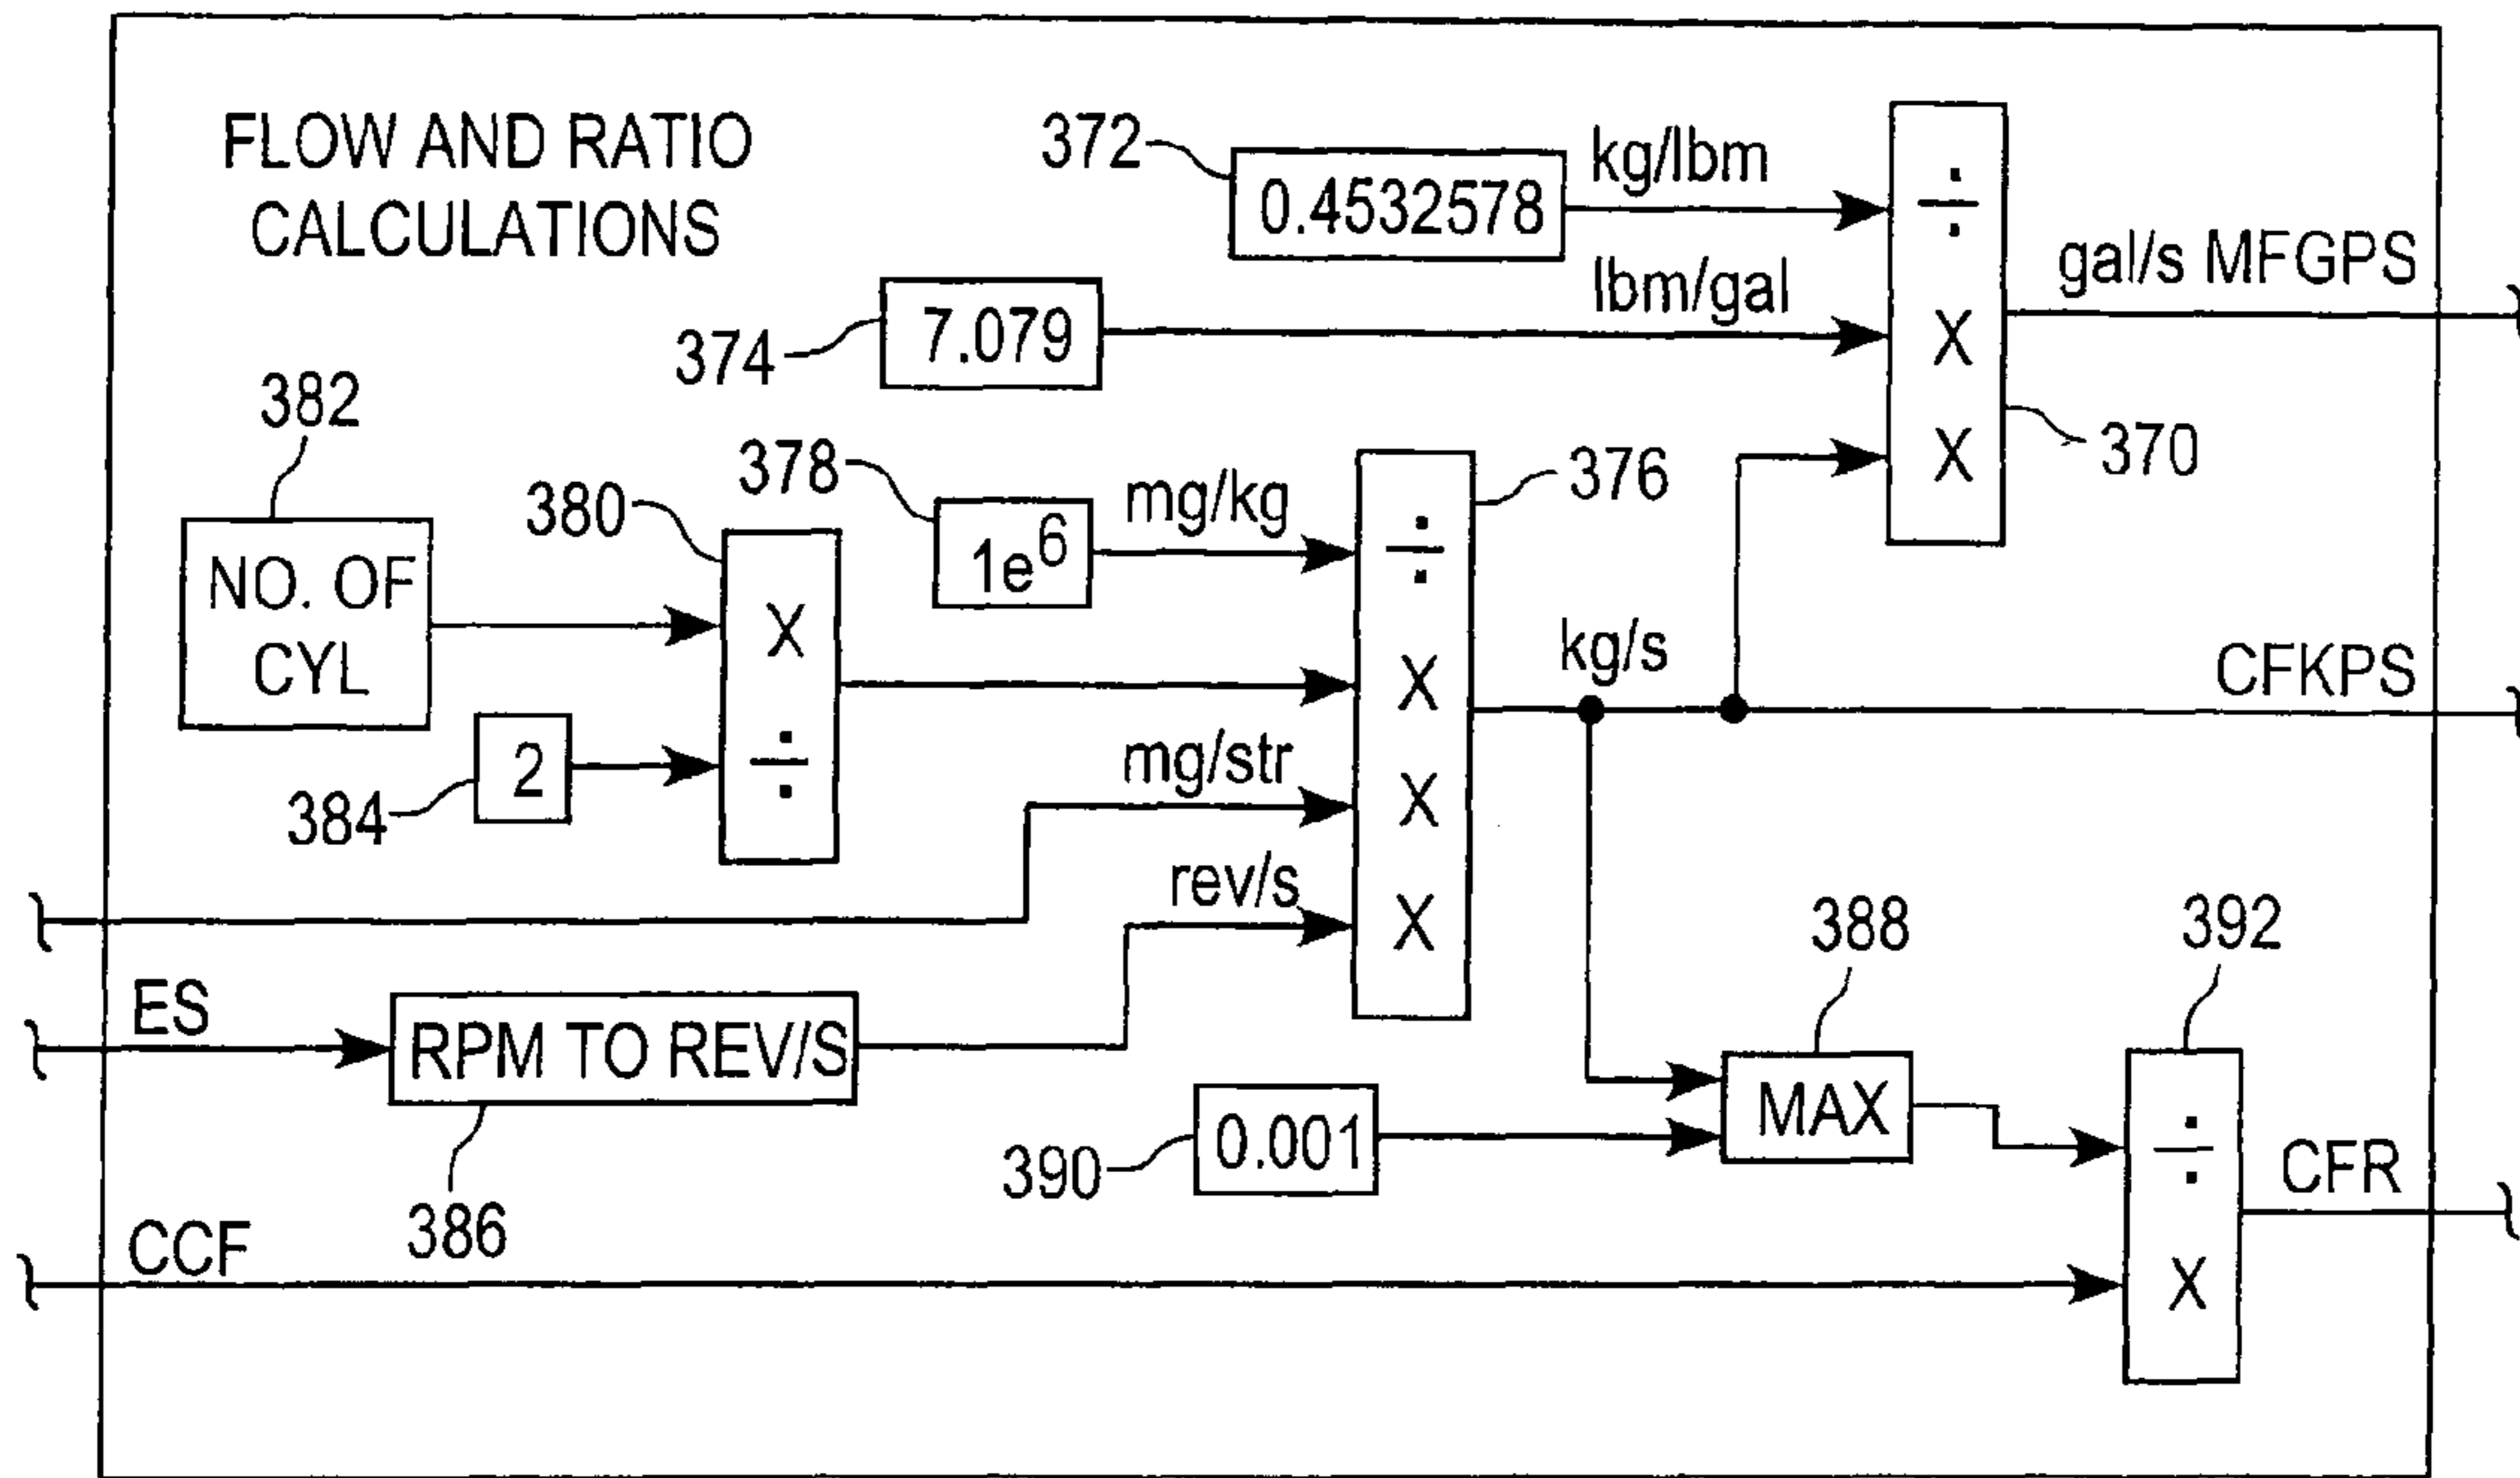 FLOW AND RATIO
CALCULATIONS
372
0.4532578
kg/lbm
÷
X
X
gal/s MFGPS
374
7.079
lbm/gal
370
382
NO. OF
CYL
380
X
÷
384
2
378
1e⁶
mg/kg
376
÷
X
X
X
mg/str
rev/s
kg/s
CFKPS
ES
RPM TO REV/S
386
388
MAX
390
0.001
392
÷
X
CFR
CCF